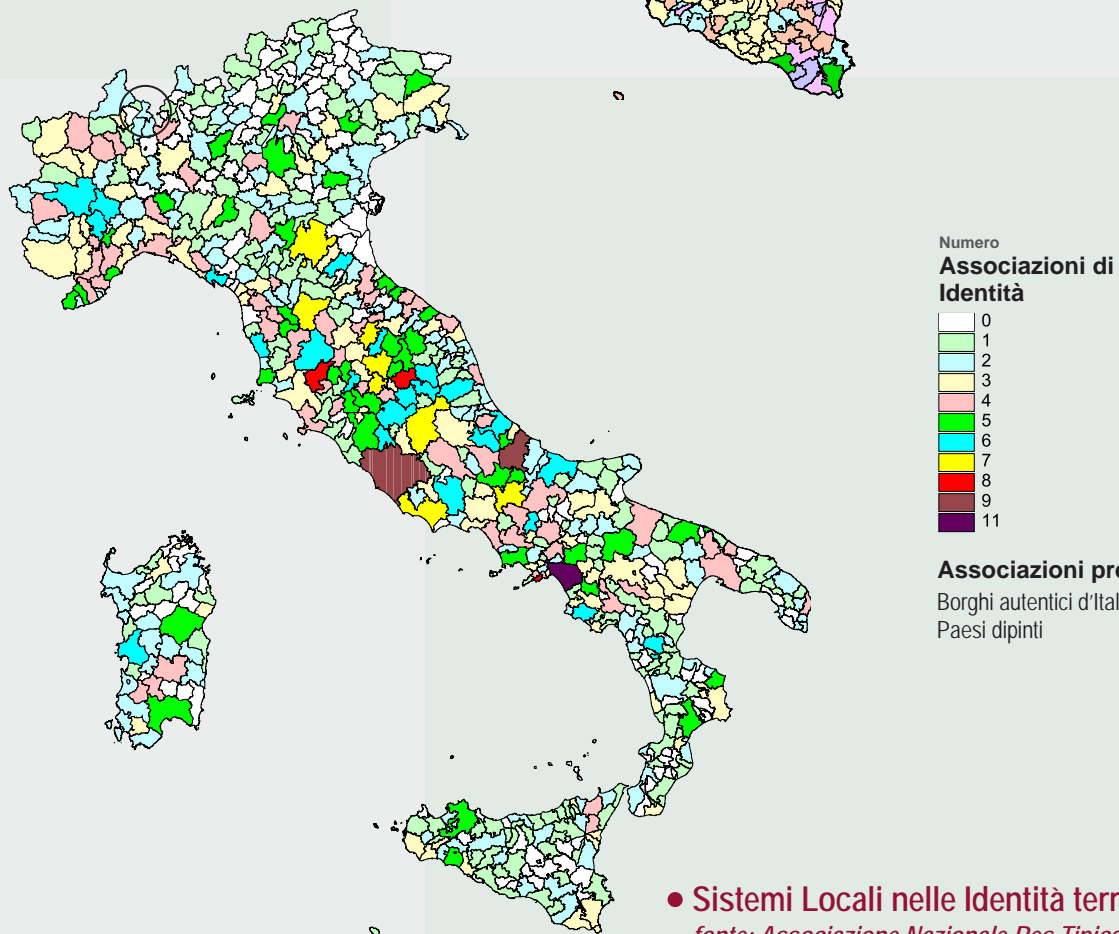 Numero
Associazioni di
Identità
0
1
2
3
4
5
6
7
8
9
11
Associazioni pre
Borghi autentici d'Ital
Paesi dipinti
• Sistemi Locali nelle Identità terr